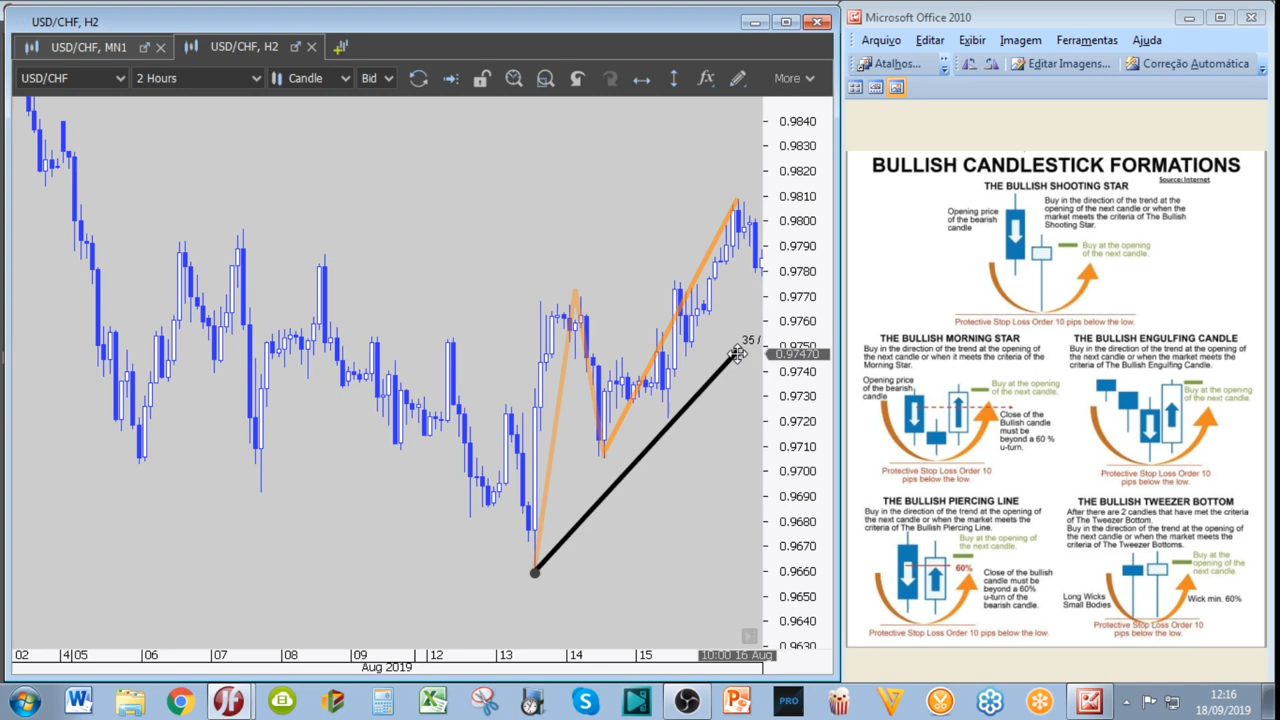 USD/CHF, H2
USD/CHF, MN1
USD/CHF, H2
USD/CHF
2 Hours
Candle
Bid
More
0.9840
0.9830
0.9820
0.9810
0.9800
0.9790
0.9780
0.9770
0.9760
0.9750
0.97470
0.9740
0.9730
0.9720
0.9710
0.9700
0.9690
0.9680
0.9670
0.9660
0.9650
0.9640
0.9630
35 /
02
4
05
06
07
08
09
12
13
14
15
10:00 16 Aug
Aug 2019
Microsoft Office 2010
Arquivo
Editar
Exibir
Imagem
Ferramentas
Ajuda
Atalhos...
Editar Imagens...
Correção Automática
BULLISH CANDLESTICK FORMATIONS
Source: Internet
THE BULLISH SHOOTING STAR
Opening price
of the bearish
candle
Buy in the direction of the trend at the
opening of the next candle or when the
market meets the criteria of The Bullish
Shooting Star.
Buy at the opening
of the next candle.
Protective Stop Loss Order 10 pips below the low.
THE BULLISH MORNING STAR
Buy in the direction of the trend at the opening of
the next candle or when it meets the criteria of the
Morning Star.
Opening price
of the bearish
candle
Buy at the opening
of the next candle.
Close of the
Bullish candle
must be
beyond a 60 %
u-turn.
Protective Stop Loss Order 10
pips below the low.
THE BULLISH ENGULFING CANDLE
Buy in the direction of the trend at the opening of
the next candle or when the market meets the
criteria of The Bullish Engulfing Candle.
Buy at the opening
of the next candle.
Protective Stop Loss Order 10
pips below the low.
THE BULLISH PIERCING LINE
Buy in the direction of the trend at the opening of
the next candle or when the market meets the
criteria of The Bullish Piercing Line.
Buy at the opening of
the next candle.
60%
Close of the bullish
candle must be
beyond a 60%
u-turn of the
bearish candle.
Protective Stop Loss Order 10 pips below the low.
THE BULLISH TWEEZER BOTTOM
After there are 2 candles that have met the criteria
of The Tweezer Bottom.
Buy in the direction of the trend at the opening of
the next candle or when the market meets the
criteria of The Tweezer Bottoms.
Buy at the
opening of
the next
candle.
Long Wicks
Small Bodies
Wick min. 60%
Protective Stop Loss Order 10
pips below the low.
PRO
12:16
18/09/2019